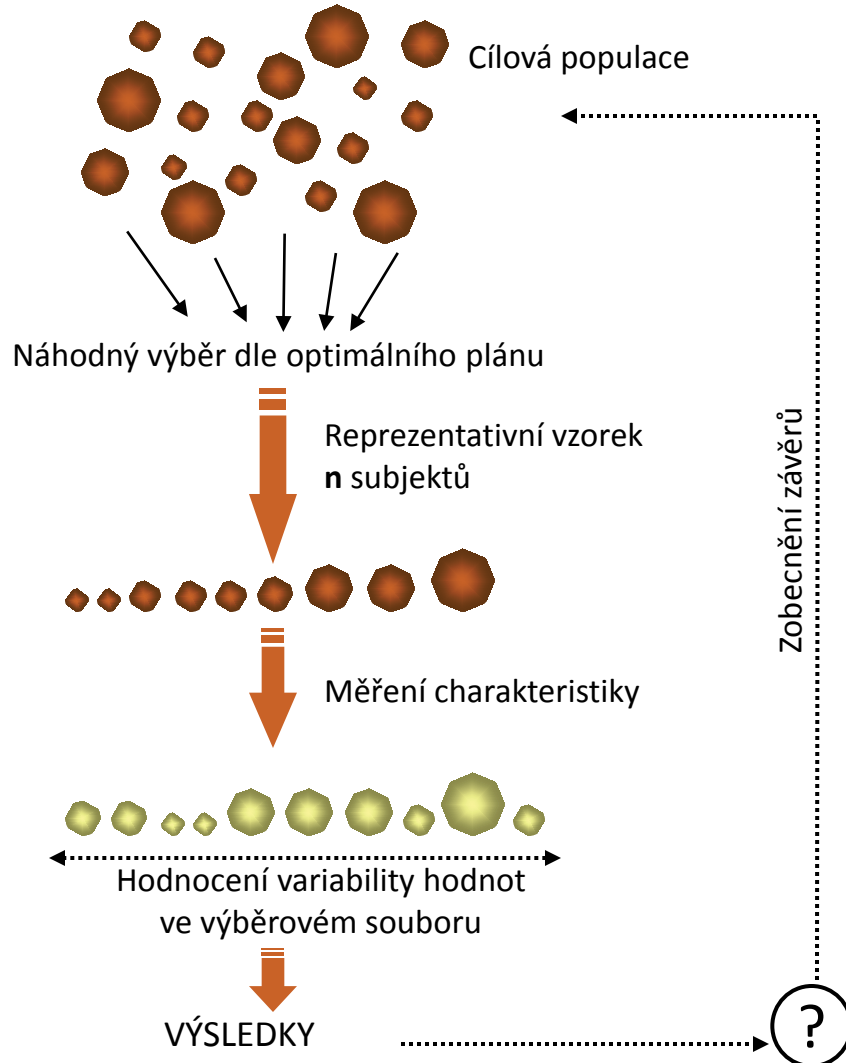 Cílová populace
Náhodný výběr dle optimálního plánu
Reprezentativní vzorek
n subjektů
Měření charakteristiky
Hodnocení variability hodnot
ve výběrovém souboru
VÝSLEDKY
?
Zobecnění závěrů